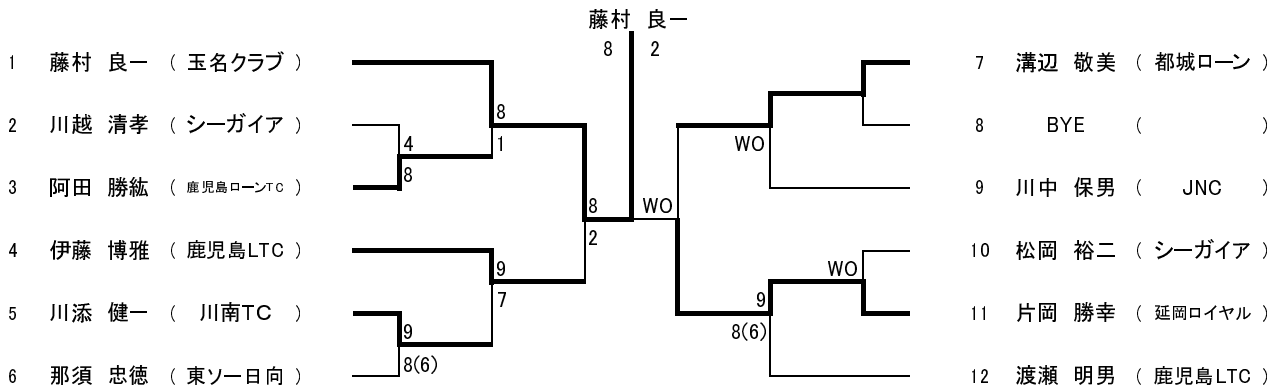 藤村 良一
8 2
1 藤村 良一 ( 玉名クラブ ) 7 溝辺 敬美 ( 都城ローン )
8
2 川越 清孝 ( シーガイア ) 8 BYE ( )
4 1 WO
8
3 阿田 勝紘 ( 鹿児島ローンTC ) 9 川中 保男 ( JNC )
8 WO
2
4 伊藤 博雅 ( 鹿児島LTC ) 10 松岡 裕二 ( シーガイア )
9 WO
7 9
5 川添 健一 ( 川南TC ) 11 片岡 勝幸 ( 延岡ロイヤル )
9 8(6)
8(6)
6 那須 忠徳 ( 東ソー日向 ) 12 渡瀬 明男 ( 鹿児島LTC )